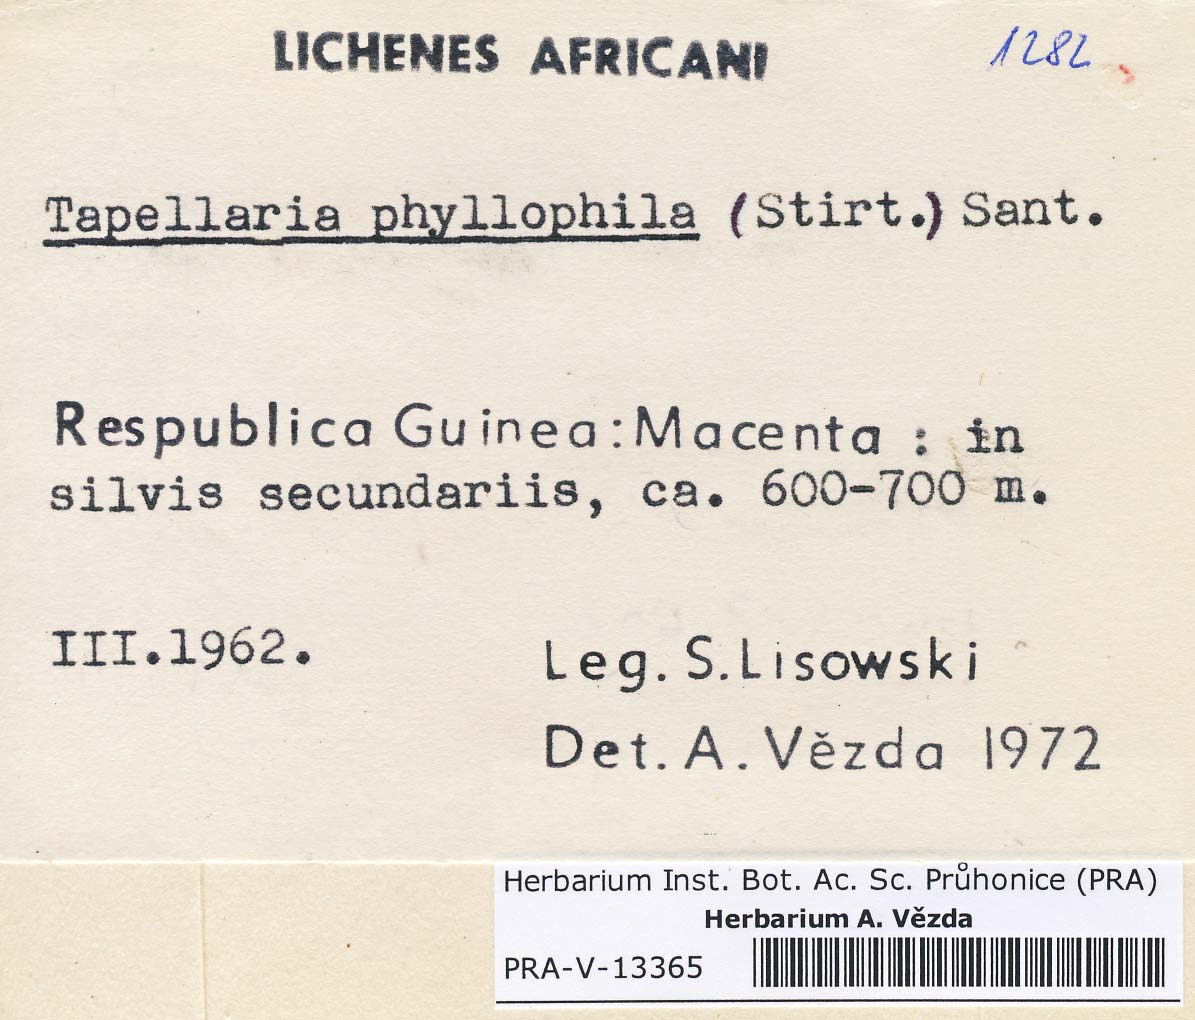 LICHENES AFRICANI 1282
Tapellaria phyllophila (Stirt.) Sant.
Respublica Guinea: Macenta : in
silvis secundariis, ca. 600-700 m.
III.1962. Leg. S. Lisowski
Det. A. Vězda 1972
Herbarium Inst. Bot. Ac. Sc. Průhonice (PRA)
Herbarium A. Vězda
PRA-V-13365